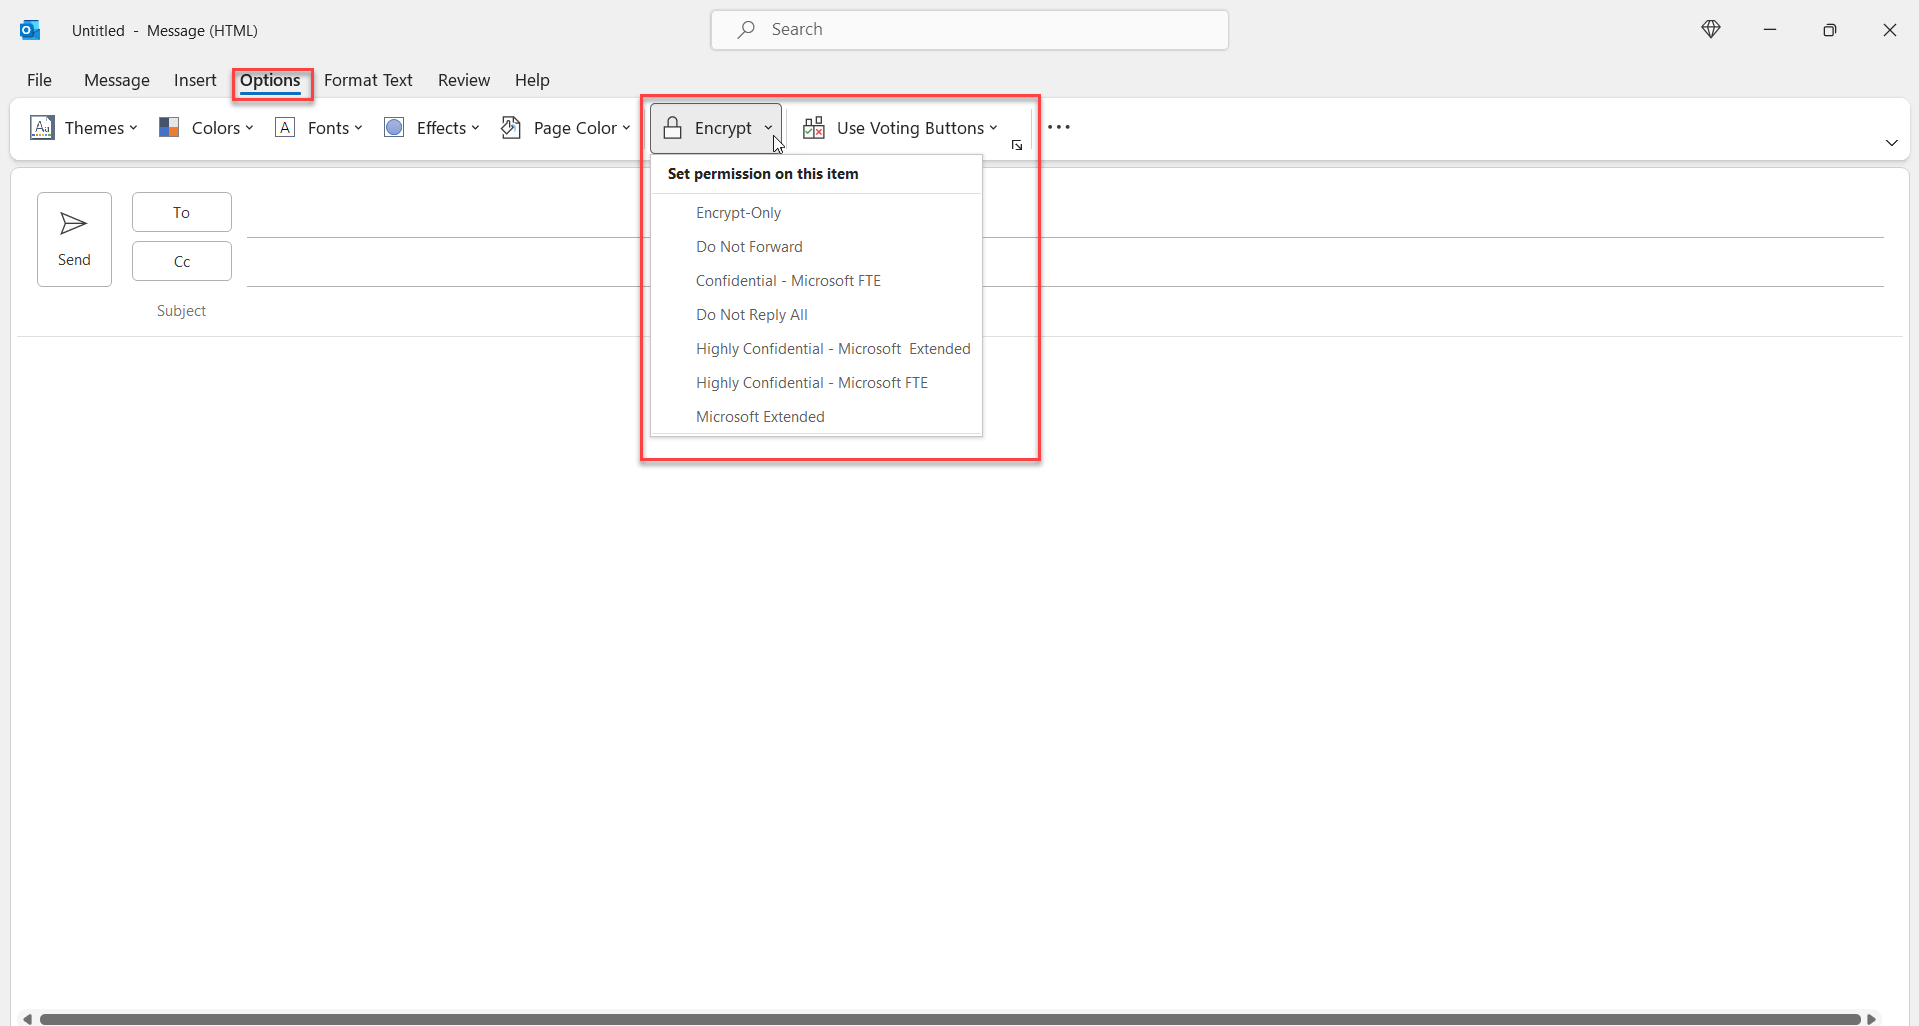 Untitled - Message (HTML)
Search
File Message Insert Options Format Text Review Help
Themes Colors Fonts Effects Page Color Encrypt Use Voting Buttons
Set permission on this item
Encrypt-Only
Do Not Forward
Confidential - Microsoft FTE
Do Not Reply All
Highly Confidential - Microsoft Extended
Highly Confidential - Microsoft FTE
Microsoft Extended
Send
To
Cc
Subject